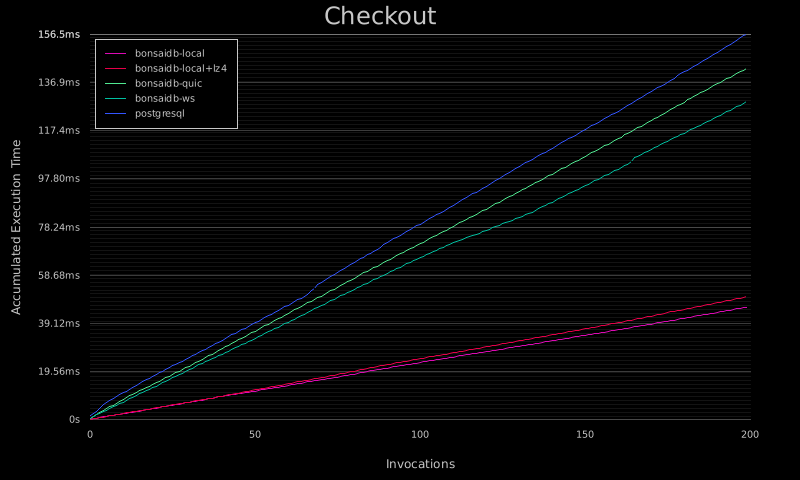 Checkout
156.5ms
136.9ms
117.4ms
97.80ms
78.24ms
58.68ms
39.12ms
19.56ms
0s
Accumulated Execution Time
bonsaidb-local
bonsaidb-local+lz4
bonsaidb-quic
bonsaidb-ws
postgresql
0 50 100 150 200
Invocations